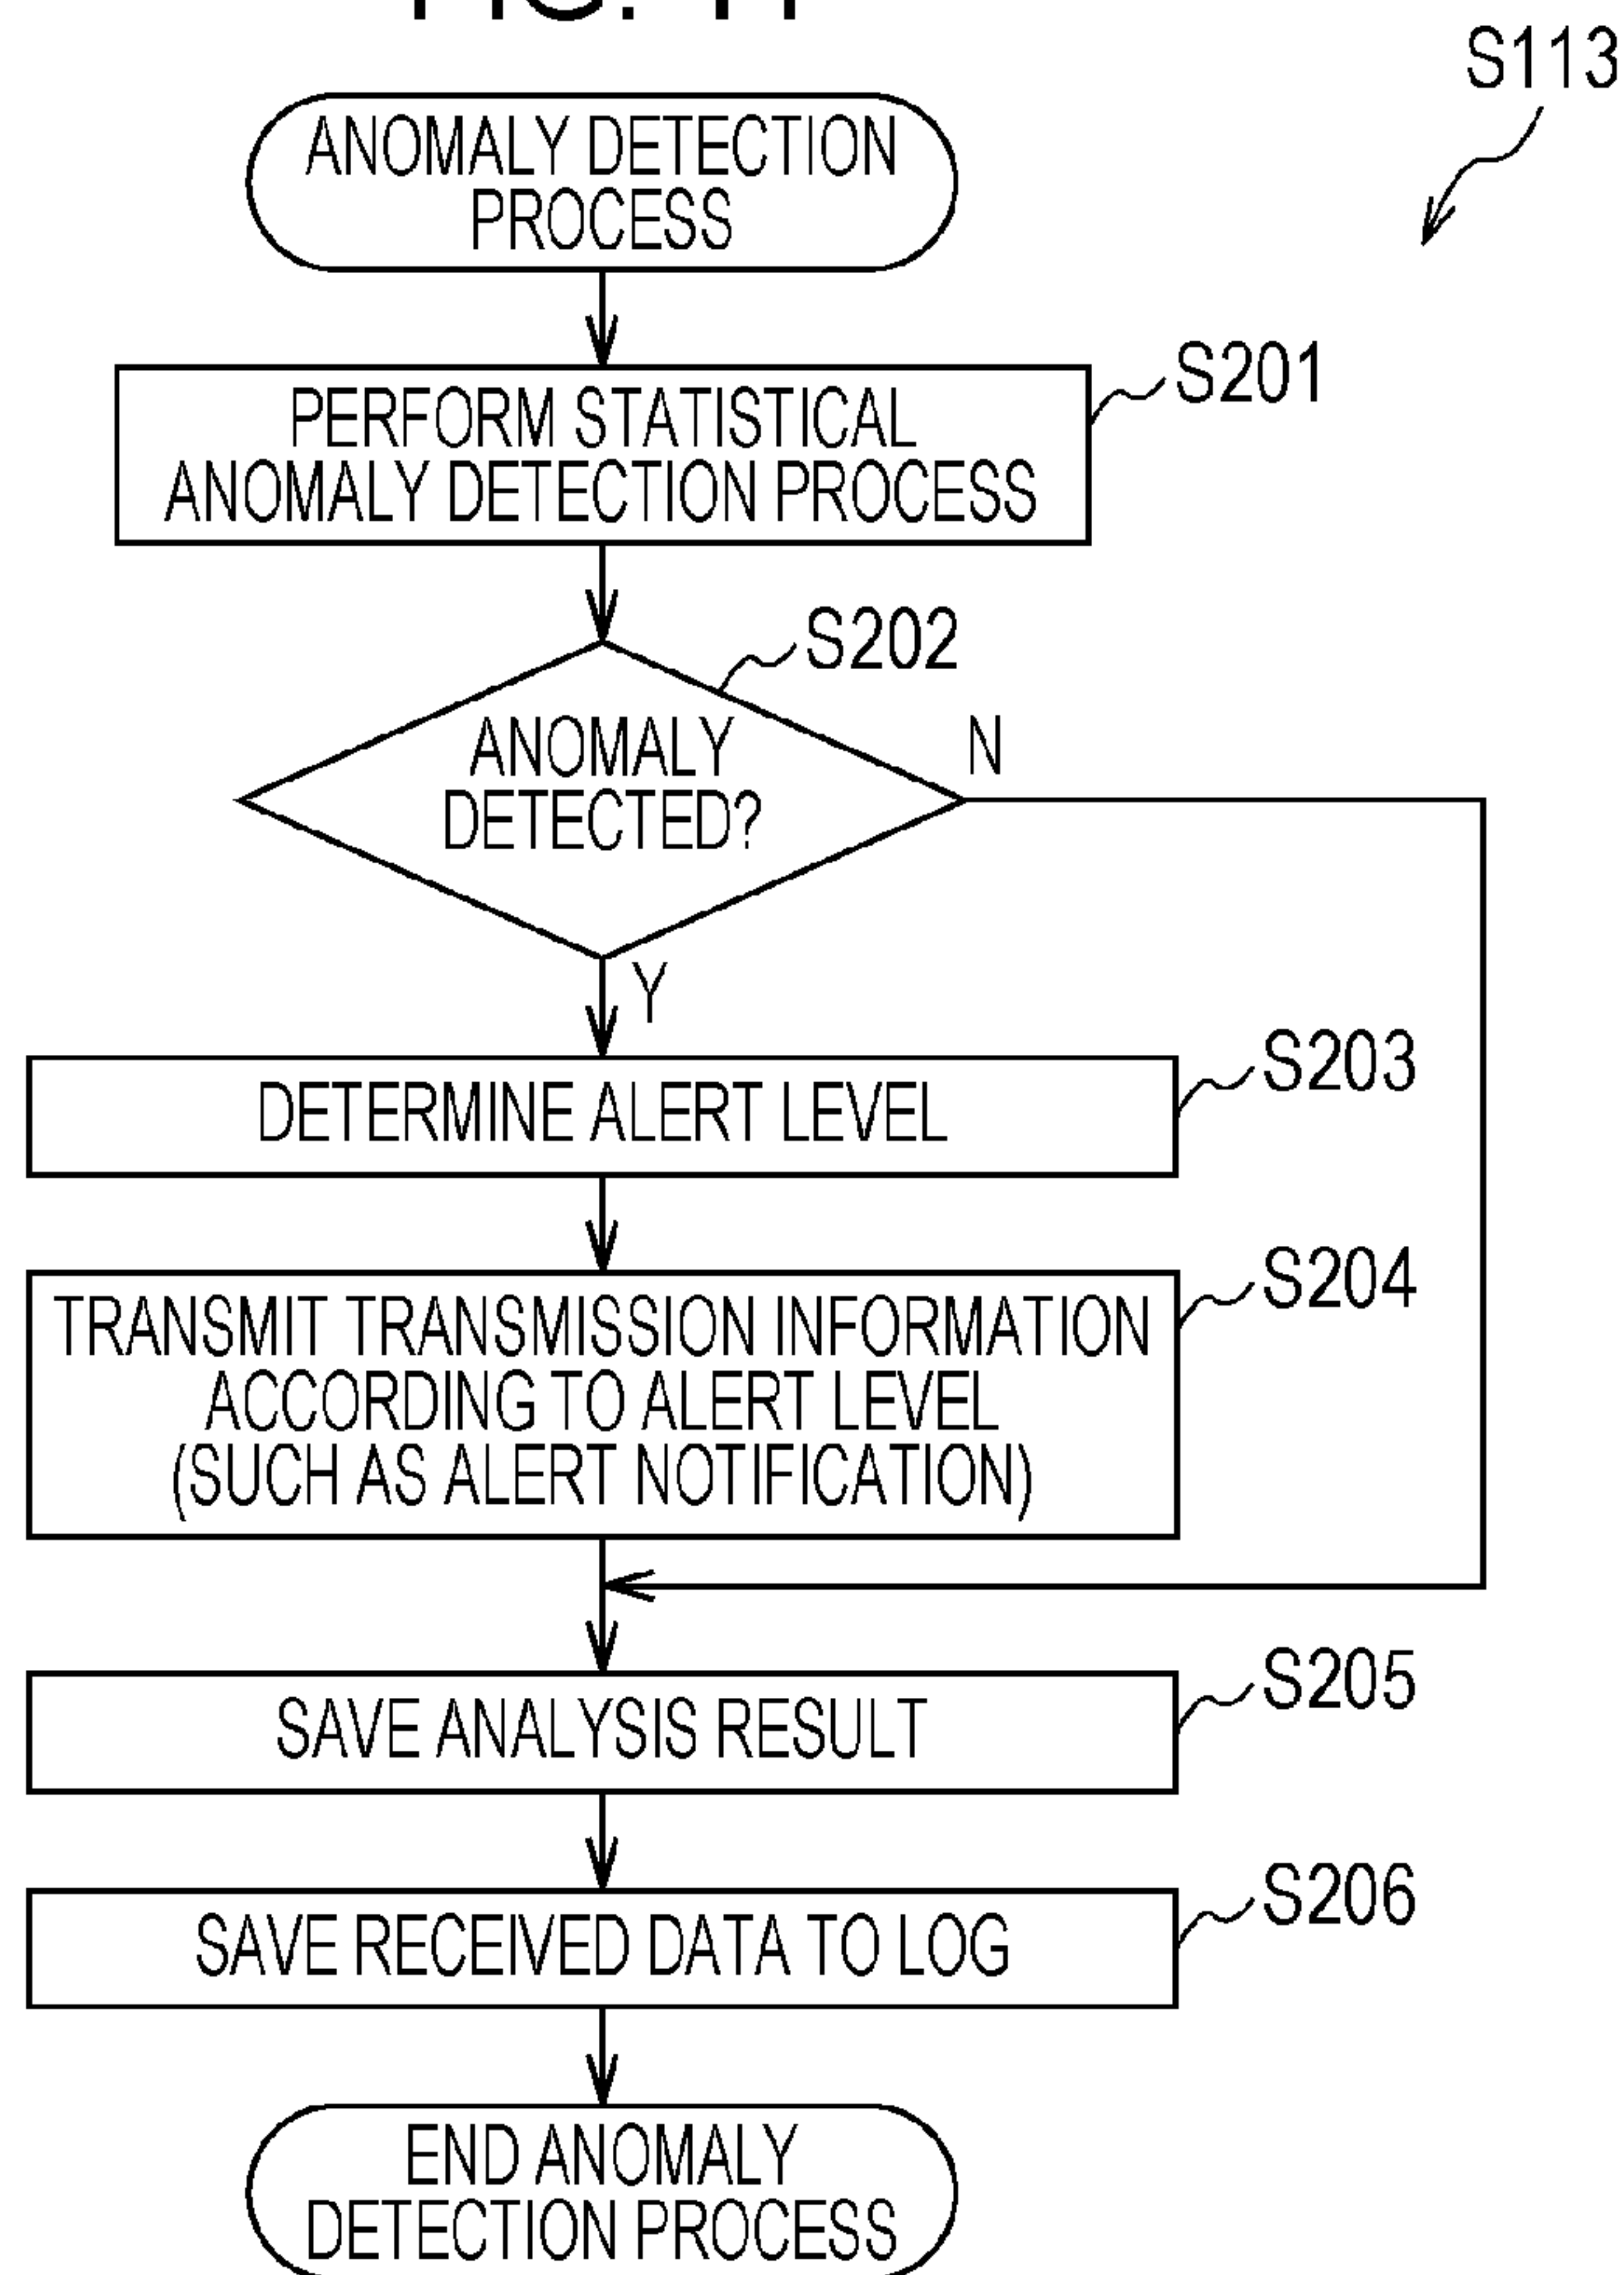 S113
ANOMALY DETECTION
PROCESS
S201
PERFORM STATISTICAL
ANOMALY DETECTION PROCESS
S202
ANOMALY
DETECTED?
N
Y
S203
DETERMINE ALERT LEVEL
S204
TRANSMIT TRANSMISSION INFORMATION
ACCORDING TO ALERT LEVEL
(SUCH AS ALERT NOTIFICATION)
S205
SAVE ANALYSIS RESULT
S206
SAVE RECEIVED DATA TO LOG
END ANOMALY
DETECTION PROCESS